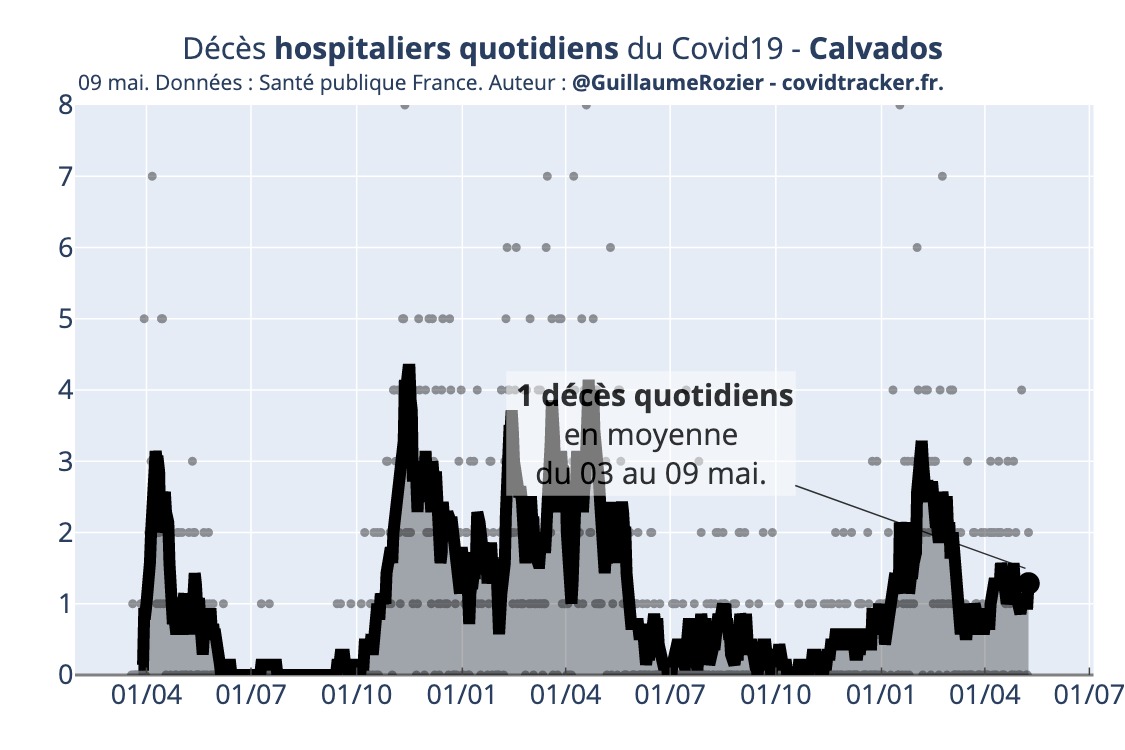 Décès hospitaliers quotidiens du Covid19 - Calvados
09 mai. Données : Santé publique France. Auteur : @GuillaumeRozier - covidtracker.fr.
8
7
6
5
4
1 décès quotidiens
en moyenne
3
du 03 au 09 mai.
2
1
0
01/04 01/07 01/10 01/01 01/04 01/07 01/10 01/01 01/04 01/07